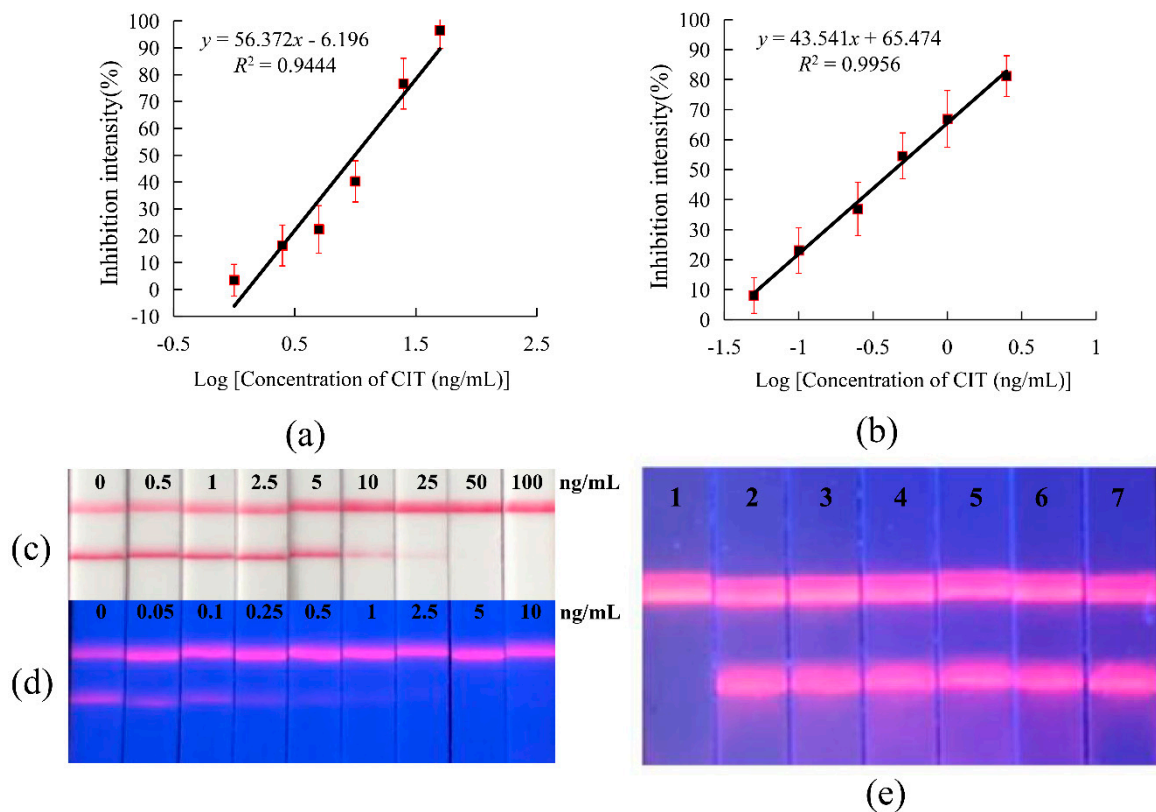 100
90
80
70
60
50
40
30
20
10
0
-10
Inhibition intensity(%)
y = 56.372x - 6.196
R² = 0.9444
-0.5 0.5 1.5 2.5
Log [Concentration of CIT (ng/mL)]
(a)
100
90
80
70
60
50
40
30
20
10
0
Inhibition intensity(%)
y = 43.541x + 65.474
R² = 0.9956
-1.5 -1 -0.5 0 0.5 1
Log [Concentration of CIT (ng/mL)]
(b)
(c)
0 0.5 1 2.5 5 10 25 50 100 ng/mL
(d)
0 0.05 0.1 0.25 0.5 1 2.5 5 10 ng/mL
1 2 3 4 5 6 7
(e)